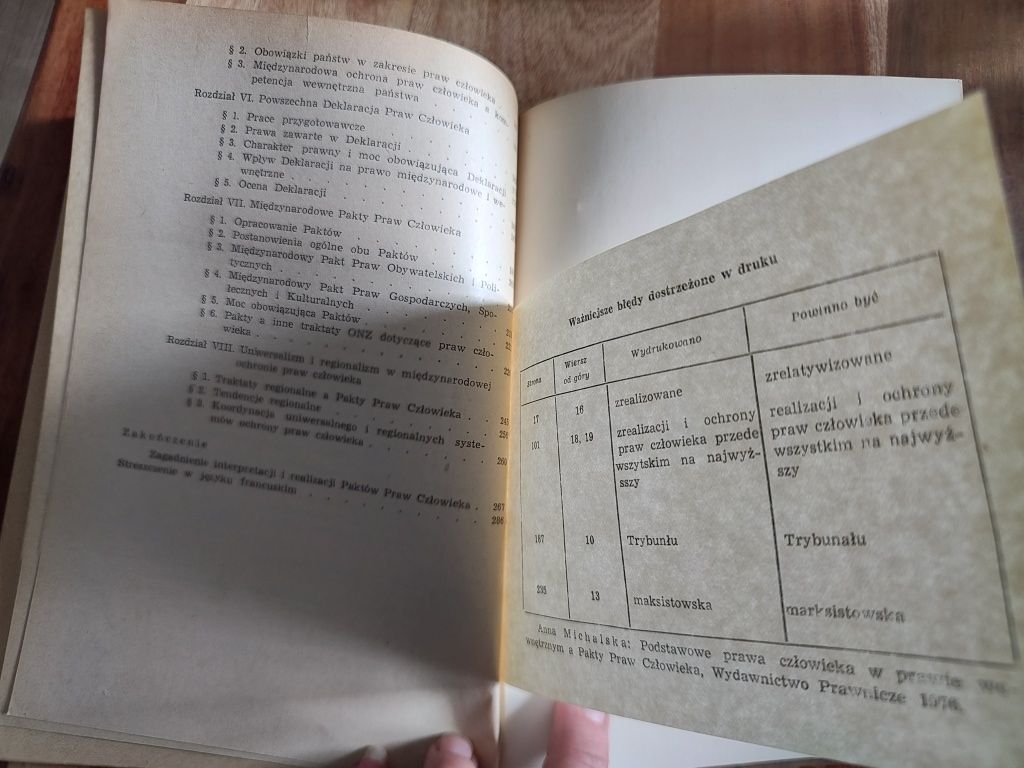 § 2. Obowiązki państw w zakresie praw człowieka .
§ 3. Międzynarodowa ochrona praw człowieka a kom-
petencja wewnętrzna państwa . . . . .
Rozdział VI. Powszechna Deklaracja Praw Człowieka
§ 1. Prace przygotowawcze . . . . .
§ 2. Prawa zawarte w Deklaracji . . . . .
§ 3. Charakter prawny i moc obowiązująca Deklaracji
§ 4. Wpływ Deklaracji na prawo międzynarodowe i we-
wnętrzne . . . . .
§ 5. Ocena Deklaracji . . . . .
Rozdział VII. Międzynarodowe Pakty Praw Człowieka
§ 1. Opracowanie Paktów . . . . .
§ 2. Postanowienia ogólne obu Paktów . . . . .
§ 3. Międzynarodowy Pakt Praw Obywatelskich i Poli-
tycznych . . . . .
§ 4. Międzynarodowy Pakt Praw Gospodarczych, Spo-
łecznych i Kulturalnych . . . . .
§ 5. Moc obowiązująca Paktów . . . . .
§ 6. Pakty a inne traktaty ONZ dotyczące praw czło-
wieka . . . . .
Rozdział VIII. Uniwersalizm i regionalizm w międzynarodowej
ochronie praw człowieka
§ 1. Traktaty regionalne a Pakty Praw Człowieka . . 245
§ 2. Tendencje regionalne . . . . .
§ 3. Koordynacja uniwersalnego i regionalnych syste-
mów ochrony praw człowieka . . . . . 260
Zakończenie
Zagadnienie interpretacji i realizacji Paktów Praw Człowieka . 267
Streszczenie w języku francuskim . . . . . 286
Ważniejsze błędy dostrzeżone w druku
Strona Wiersz od góry Wydrukowano Powinno być
17 16 zrealizowane zrelatywizowane
101 18, 19 zrealizacji i ochrony realizacji i ochrony
praw człowieka przede praw człowieka przede
wszytskim na najwyż- wszystkim na najwyż-
sszy szy
187 10 Trybunłu Trybunału
235 13 maksistowska marksistowska
Anna Michalska: Podstawowe prawa człowieka w prawie we-
wnętrznym a Pakty Praw Człowieka, Wydawnictwo Prawnicze 1976.